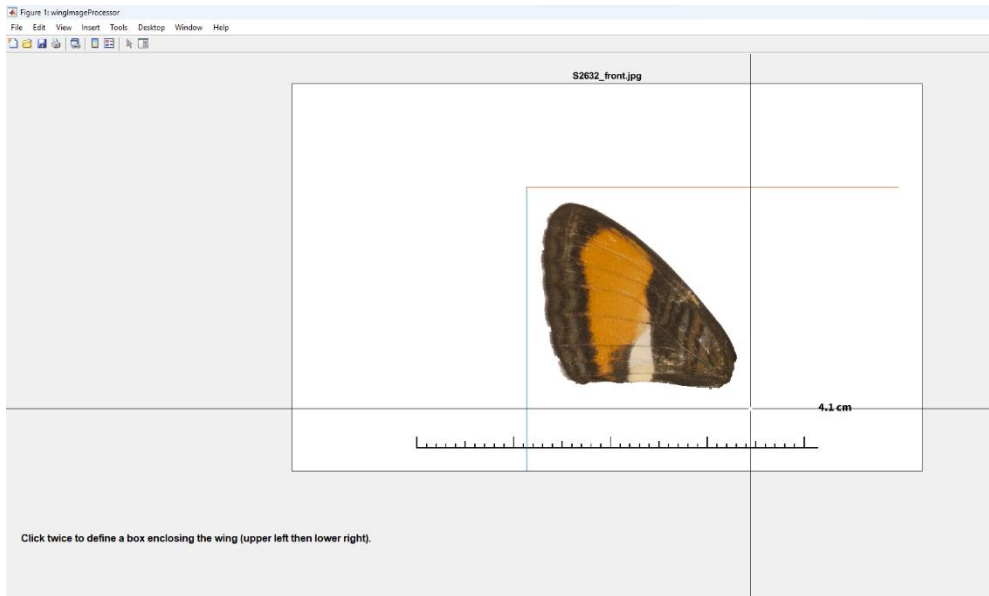 Figure 1: wingImageProcessor
File Edit View Insert Tools Desktop Window Help
S2632_front.jpg
4.1 cm
Click twice to define a box enclosing the wing (upper left then lower right).